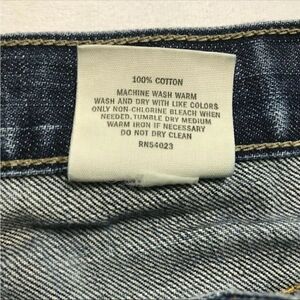 100% COTTON
MACHINE WASH WARM
WASH AND DRY WITH LIKE COLORS
ONLY NON-CHLORINE BLEACH WHEN
NEEDED, TUMBLE DRY MEDIUM
WARM IRON IF NECESSARY
DO NOT DRY CLEAN
RN54023